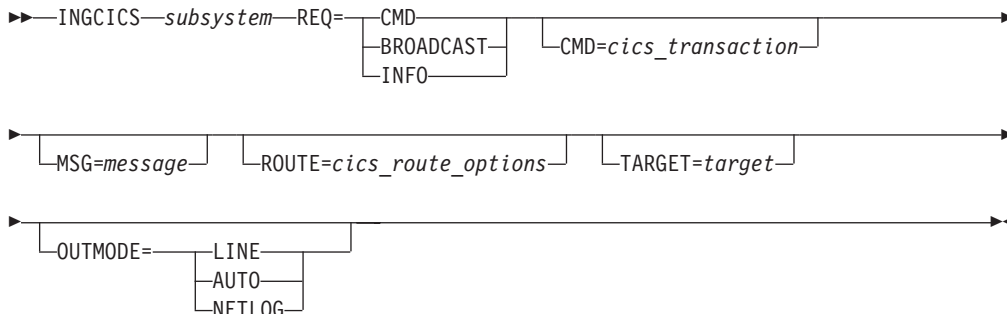 INGCICS subsystem REQ= CMD CMD=cics_transaction
BROADCAST
INFO
MSG=message ROUTE=cics_route_options TARGET=target
OUTMODE= LINE
AUTO
NETLOG